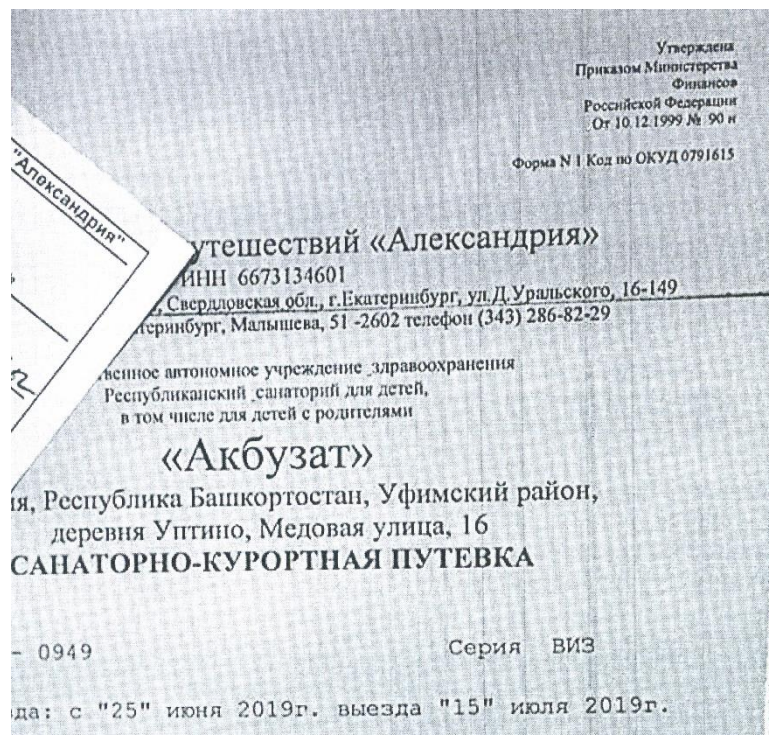 Утверждена
Приказом Министерства
Финансов
Российской Федерации
От 10.12.1999 № 90 н
Форма N 1 Код по ОКУД 0791615
"Александрия"
утешествий «Александрия»
ИНН 6673134601
, Свердловская обл., г.Екатеринбург, ул.Д.Уральского, 16-149
теринбург, Малышева, 51 -2602 телефон (343) 286-82-29
венное автономное учреждение здравоохранения
Республиканский санаторий для детей,
в том числе для детей с родителями
«Акбузат»
ия, Республика Башкортостан, Уфимский район,
деревня Уптино, Медовая улица, 16
САНАТОРНО-КУРОРТНАЯ ПУТЕВКА
- 0949 Серия ВИЗ
да: с "25" июня 2019г. выезда "15" июля 2019г.